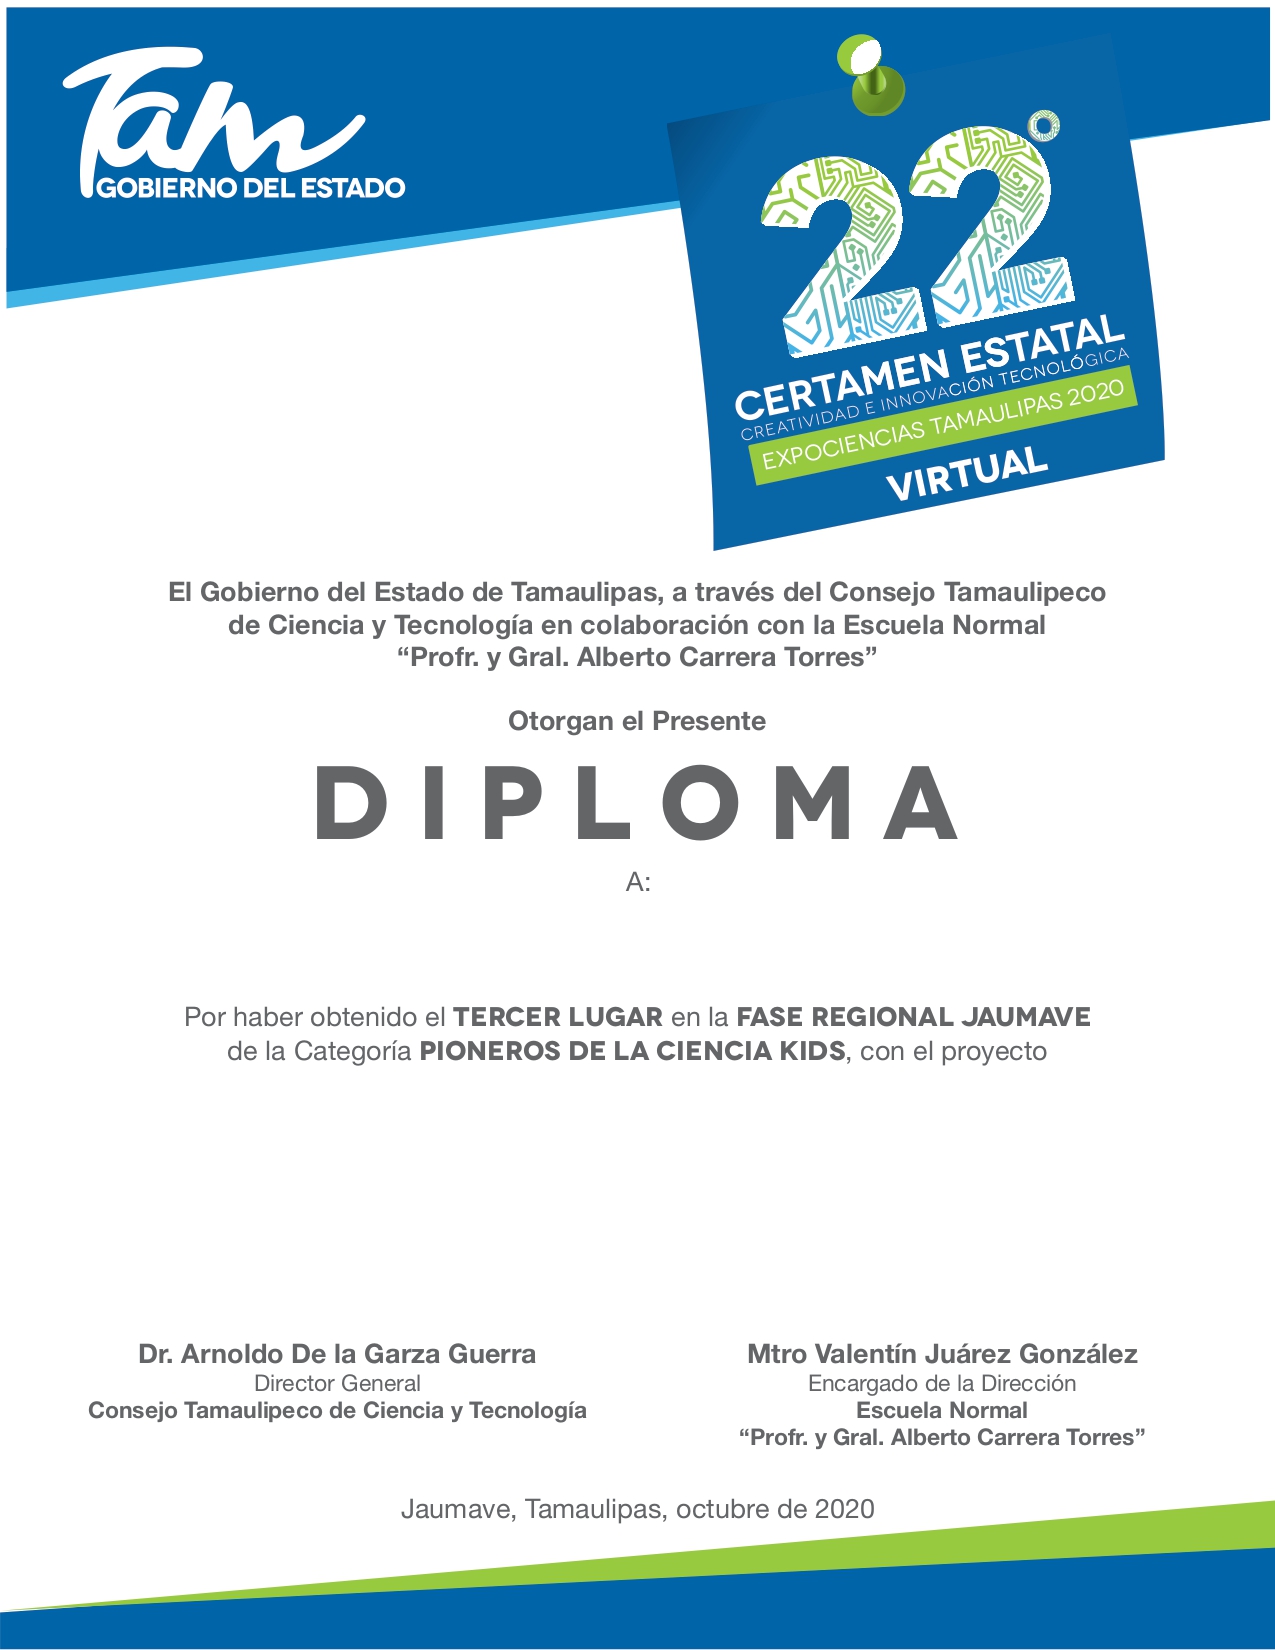 Tam
GOBIERNO DEL ESTADO
22°
CERTAMEN ESTATAL
CREATIVIDAD E INNOVACIÓN TECNOLÓGICA
EXPOCIENCIAS TAMAULIPAS 2020
VIRTUAL
El Gobierno del Estado de Tamaulipas, a través del Consejo Tamaulipeco
de Ciencia y Tecnología en colaboración con la Escuela Normal
“Profr. y Gral. Alberto Carrera Torres”
Otorgan el Presente
DIPLOMA
A:
Por haber obtenido el TERCER LUGAR en la FASE REGIONAL JAUMAVE
de la Categoría PIONEROS DE LA CIENCIA KIDS, con el proyecto
Dr. Arnoldo De la Garza Guerra
Director General
Consejo Tamaulipeco de Ciencia y Tecnología
Mtro Valentín Juárez González
Encargado de la Dirección
Escuela Normal
“Profr. y Gral. Alberto Carrera Torres”
Jaumave, Tamaulipas, octubre de 2020